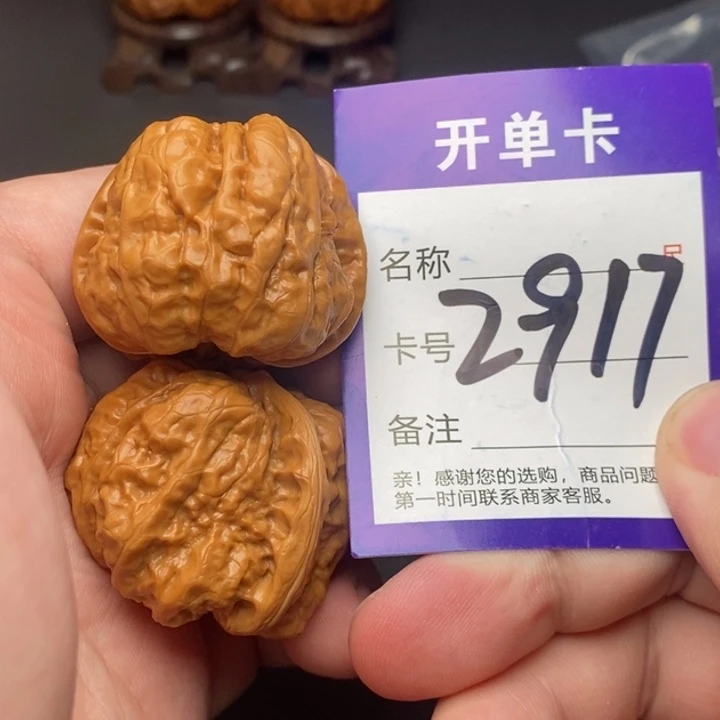 开单卡
名称
卡号 2917
备注
亲！感谢您的选购，商品问题
第一时间联系商家客服。